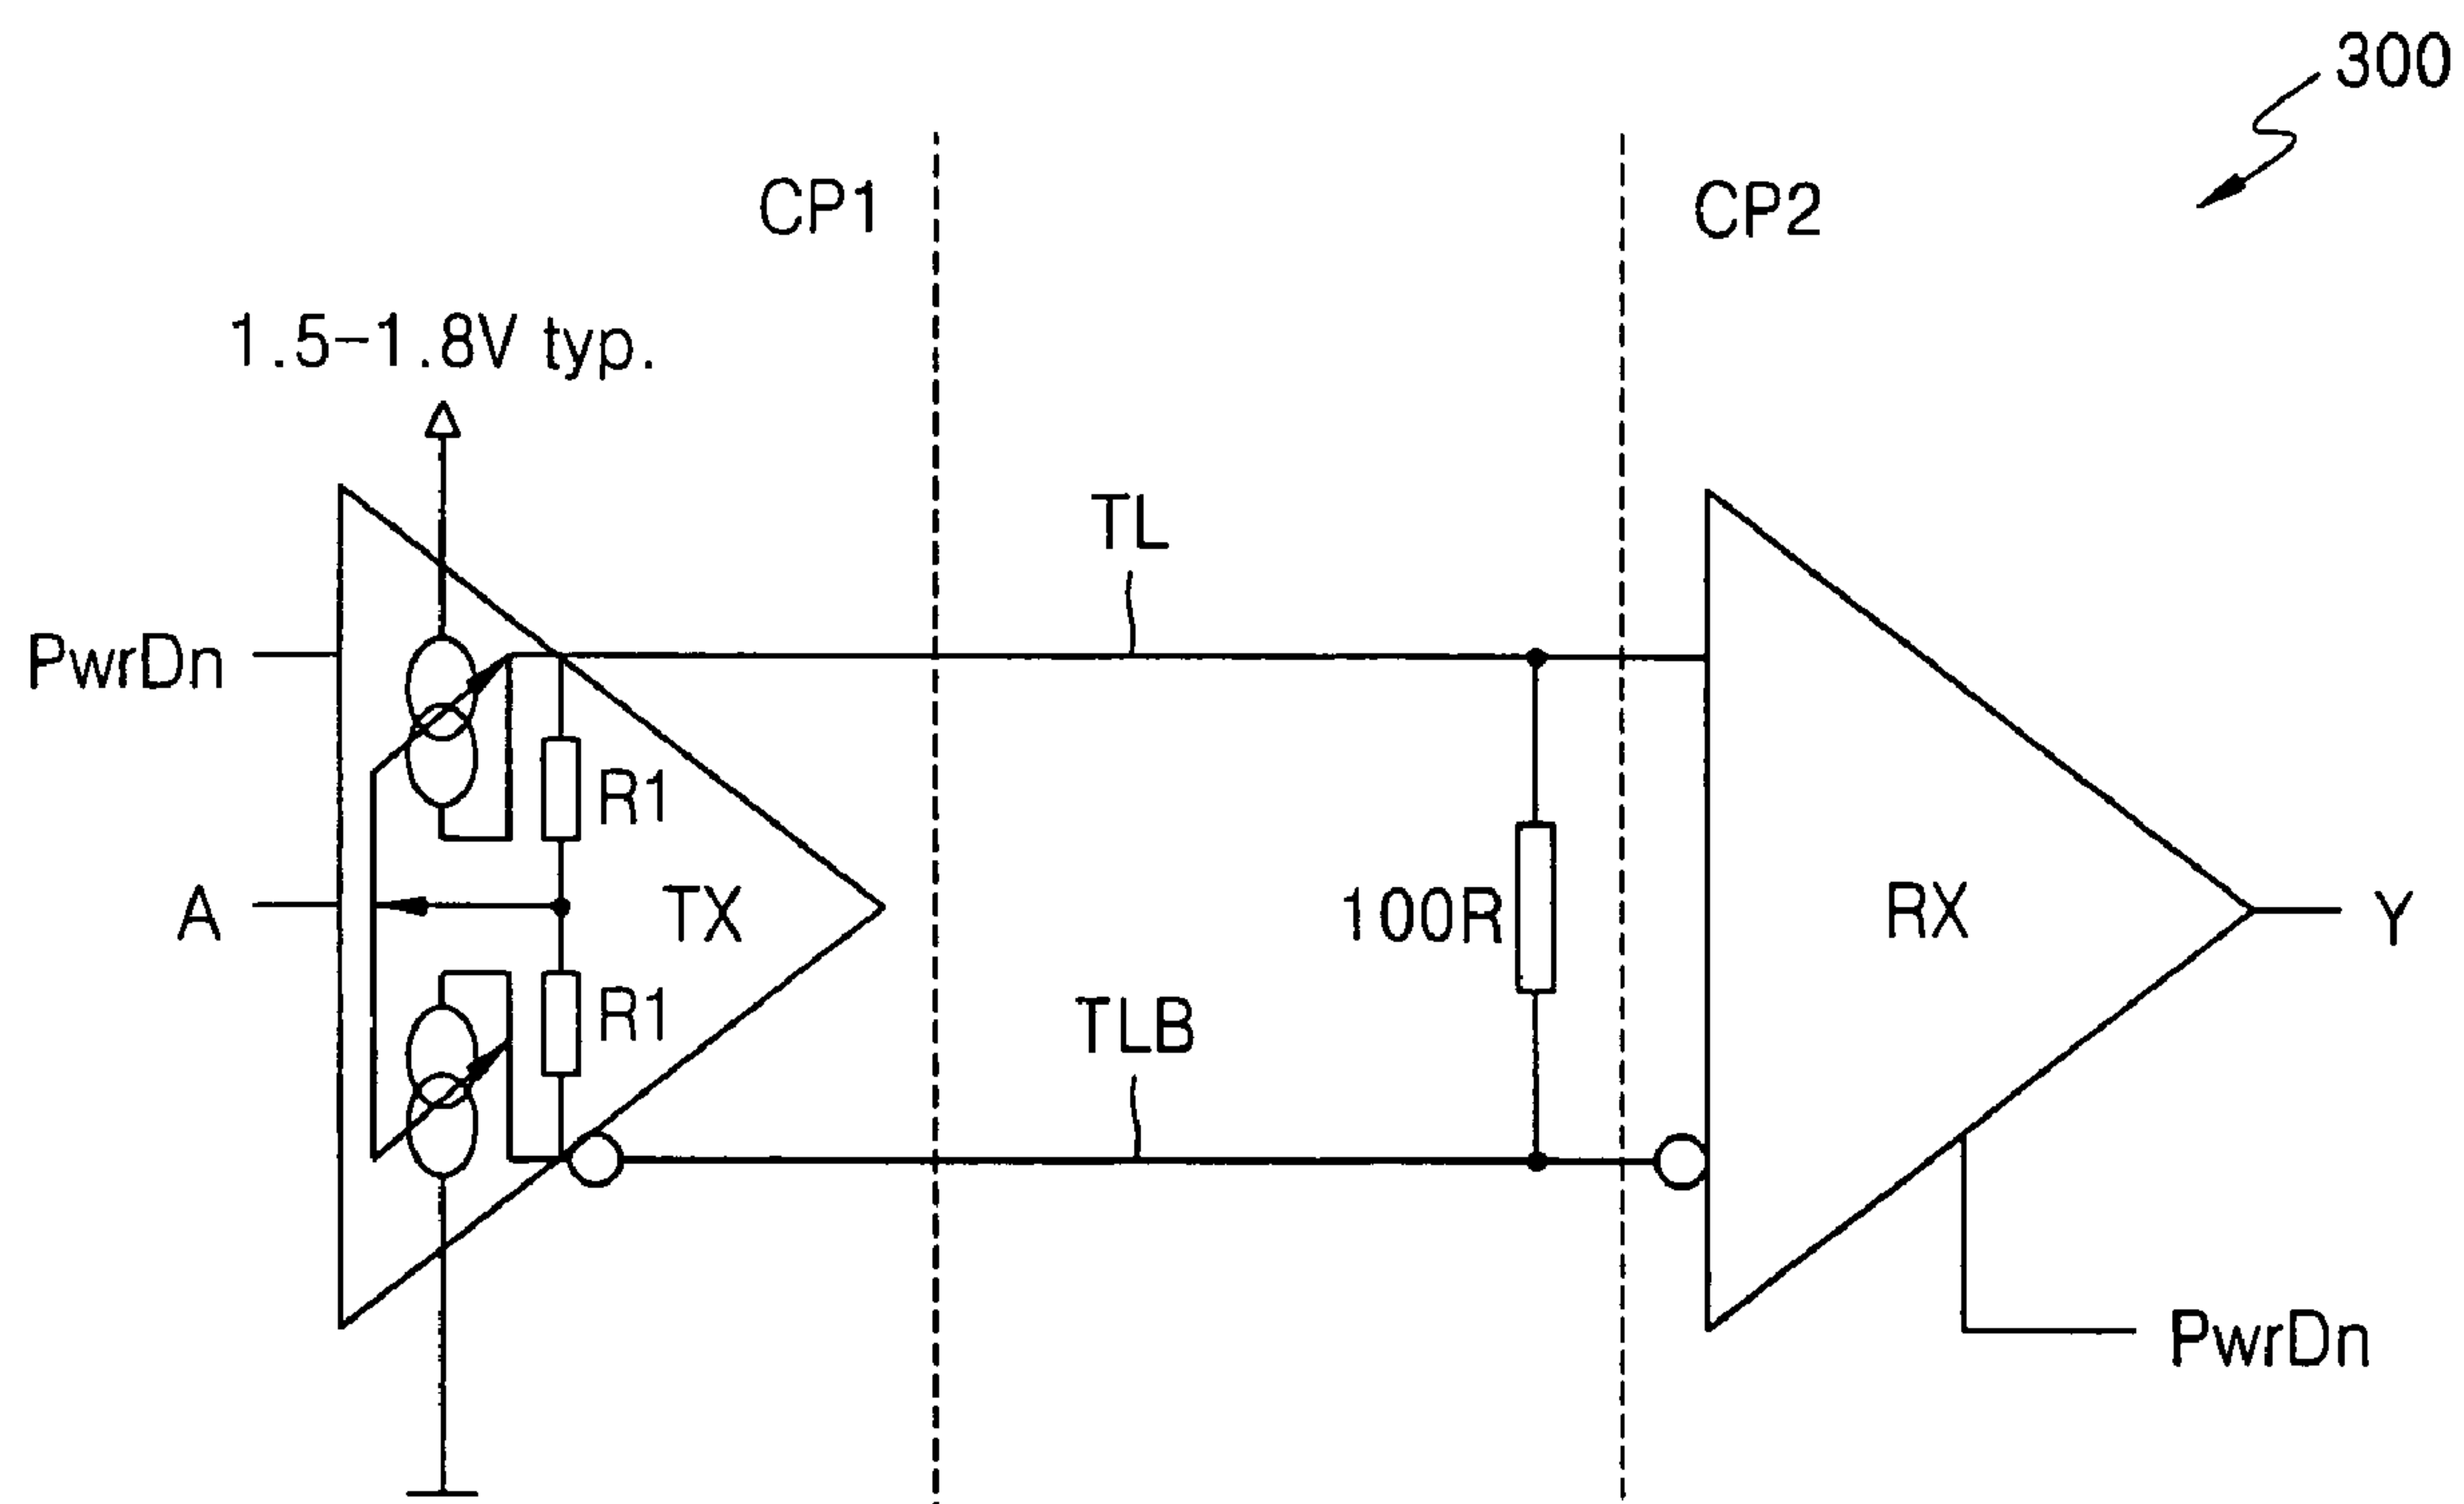 300
CP1
CP2
1.5-1.8V typ.
TL
PwrDn
R1
A
TX
100R
RX
Y
R1
TLB
PwrDn